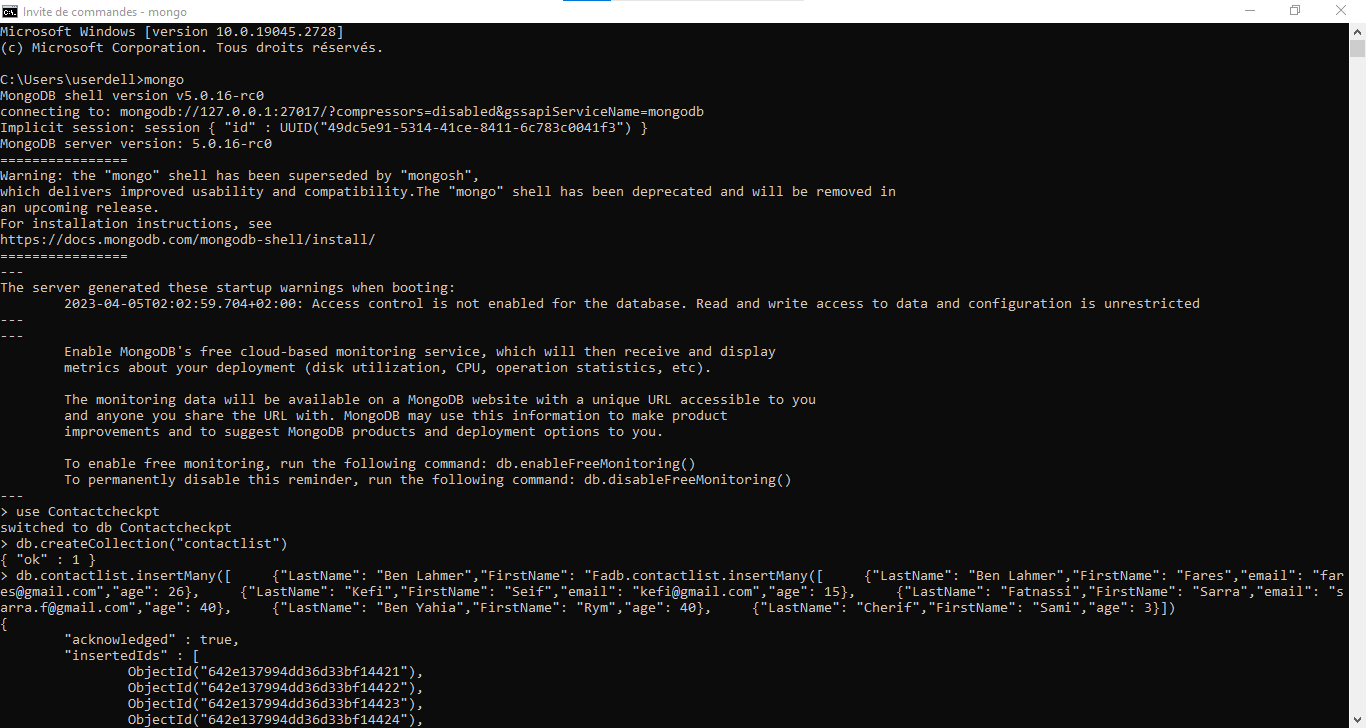 Invite de commandes - mongo
Microsoft Windows [version 10.0.19045.2728]
(c) Microsoft Corporation. Tous droits réservés.
C:\Users\userdell>mongo
MongoDB shell version v5.0.16-rc0
connecting to: mongodb://127.0.0.1:27017/?compressors=disabled&gssapiServiceName=mongodb
Implicit session: session { "id" : UUID("49dc5e91-5314-41ce-8411-6c783c0041f3") }
MongoDB server version: 5.0.16-rc0
================
Warning: the "mongo" shell has been superseded by "mongosh",
which delivers improved usability and compatibility.The "mongo" shell has been deprecated and will be removed in
an upcoming release.
For installation instructions, see
https://docs.mongodb.com/mongodb-shell/install/
================
---
The server generated these startup warnings when booting:
        2023-04-05T02:02:59.704+02:00: Access control is not enabled for the database. Read and write access to data and configuration is unrestricted
---
---
        Enable MongoDB's free cloud-based monitoring service, which will then receive and display
        metrics about your deployment (disk utilization, CPU, operation statistics, etc).
        The monitoring data will be available on a MongoDB website with a unique URL accessible to you
        and anyone you share the URL with. MongoDB may use this information to make product
        improvements and to suggest MongoDB products and deployment options to you.
        To enable free monitoring, run the following command: db.enableFreeMonitoring()
        To permanently disable this reminder, run the following command: db.disableFreeMonitoring()
---
> use Contactcheckpt
switched to db Contactcheckpt
> db.createCollection("contactlist")
{ "ok" : 1 }
> db.contactlist.insertMany([     {"LastName": "Ben Lahmer","FirstName": "Fadb.contactlist.insertMany([     {"LastName": "Ben Lahmer","FirstName": "Fares","email": "far
es@gmail.com","age": 26},     {"LastName": "Kefi","FirstName": "Seif","email": "kefi@gmail.com","age": 15},     {"LastName": "Fatnassi","FirstName": "Sarra","email": "s
arra.f@gmail.com","age": 40},     {"LastName": "Ben Yahia","FirstName": "Rym","age": 40},     {"LastName": "Cherif","FirstName": "Sami","age": 3}])
{
        "acknowledged" : true,
        "insertedIds" : [
                ObjectId("642e137994dd36d33bf14421"),
                ObjectId("642e137994dd36d33bf14422"),
                ObjectId("642e137994dd36d33bf14423"),
                ObjectId("642e137994dd36d33bf14424"),